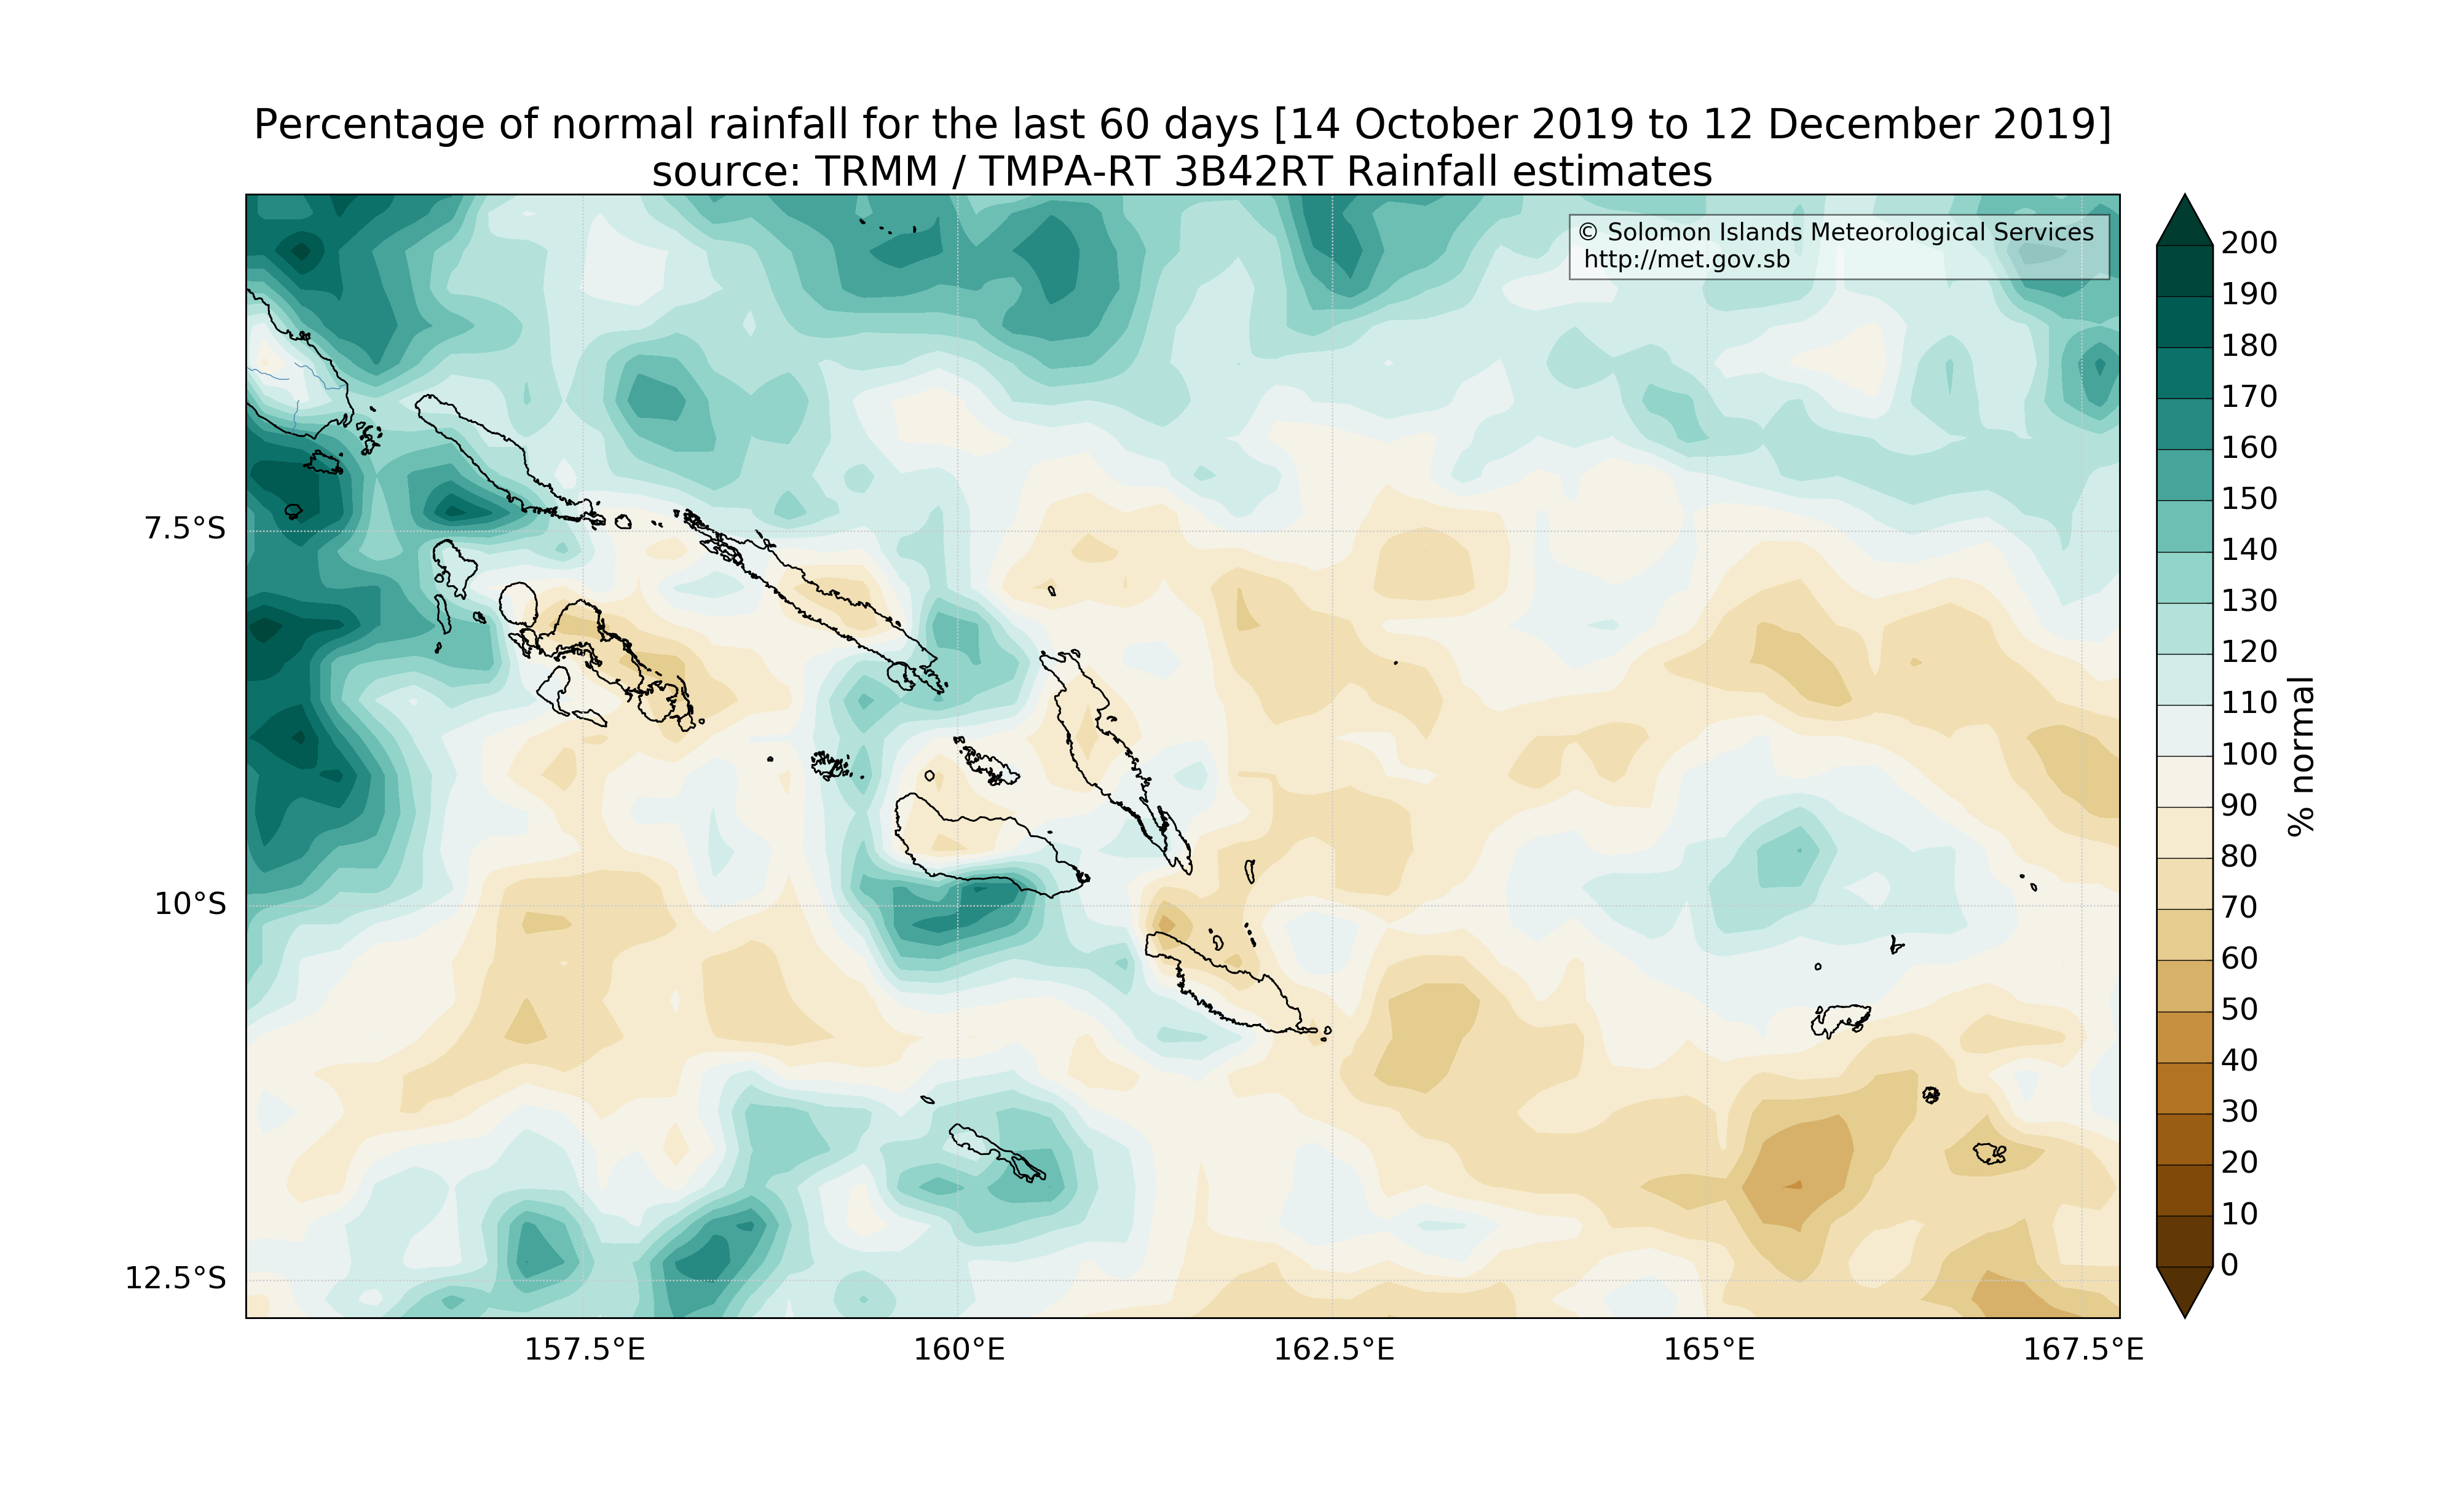 Percentage of normal rainfall for the last 60 days [14 October 2019 to 12 December 2019]
source: TRMM / TMPA-RT 3B42RT Rainfall estimates
© Solomon Islands Meteorological Services
http://met.gov.sb
7.5°S
10°S
12.5°S
157.5°E
160°E
162.5°E
165°E
167.5°E
200
190
180
170
160
150
140
130
120
110
100
90
80
70
60
50
40
30
20
10
0
% normal